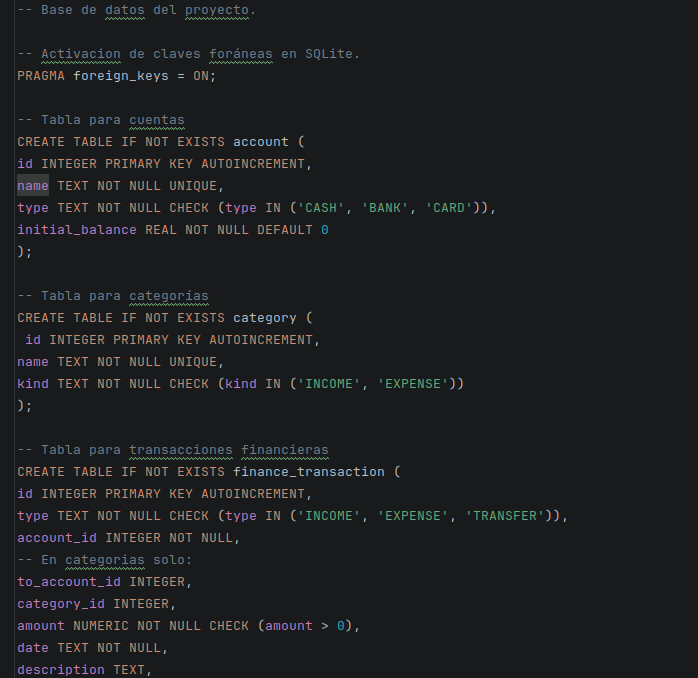 -- Base de datos del proyecto.
-- Activacion de claves foráneas en SQLite.
PRAGMA foreign_keys = ON;
-- Tabla para cuentas
CREATE TABLE IF NOT EXISTS account (
id INTEGER PRIMARY KEY AUTOINCREMENT,
name TEXT NOT NULL UNIQUE,
type TEXT NOT NULL CHECK (type IN ('CASH', 'BANK', 'CARD')),
initial_balance REAL NOT NULL DEFAULT 0
);
-- Tabla para categorías
CREATE TABLE IF NOT EXISTS category (
id INTEGER PRIMARY KEY AUTOINCREMENT,
name TEXT NOT NULL UNIQUE,
kind TEXT NOT NULL CHECK (kind IN ('INCOME', 'EXPENSE'))
);
-- Tabla para transacciones financieras
CREATE TABLE IF NOT EXISTS finance_transaction (
id INTEGER PRIMARY KEY AUTOINCREMENT,
type TEXT NOT NULL CHECK (type IN ('INCOME', 'EXPENSE', 'TRANSFER')),
account_id INTEGER NOT NULL,
-- En categorias solo:
to_account_id INTEGER,
category_id INTEGER,
amount NUMERIC NOT NULL CHECK (amount > 0),
date TEXT NOT NULL,
description TEXT,